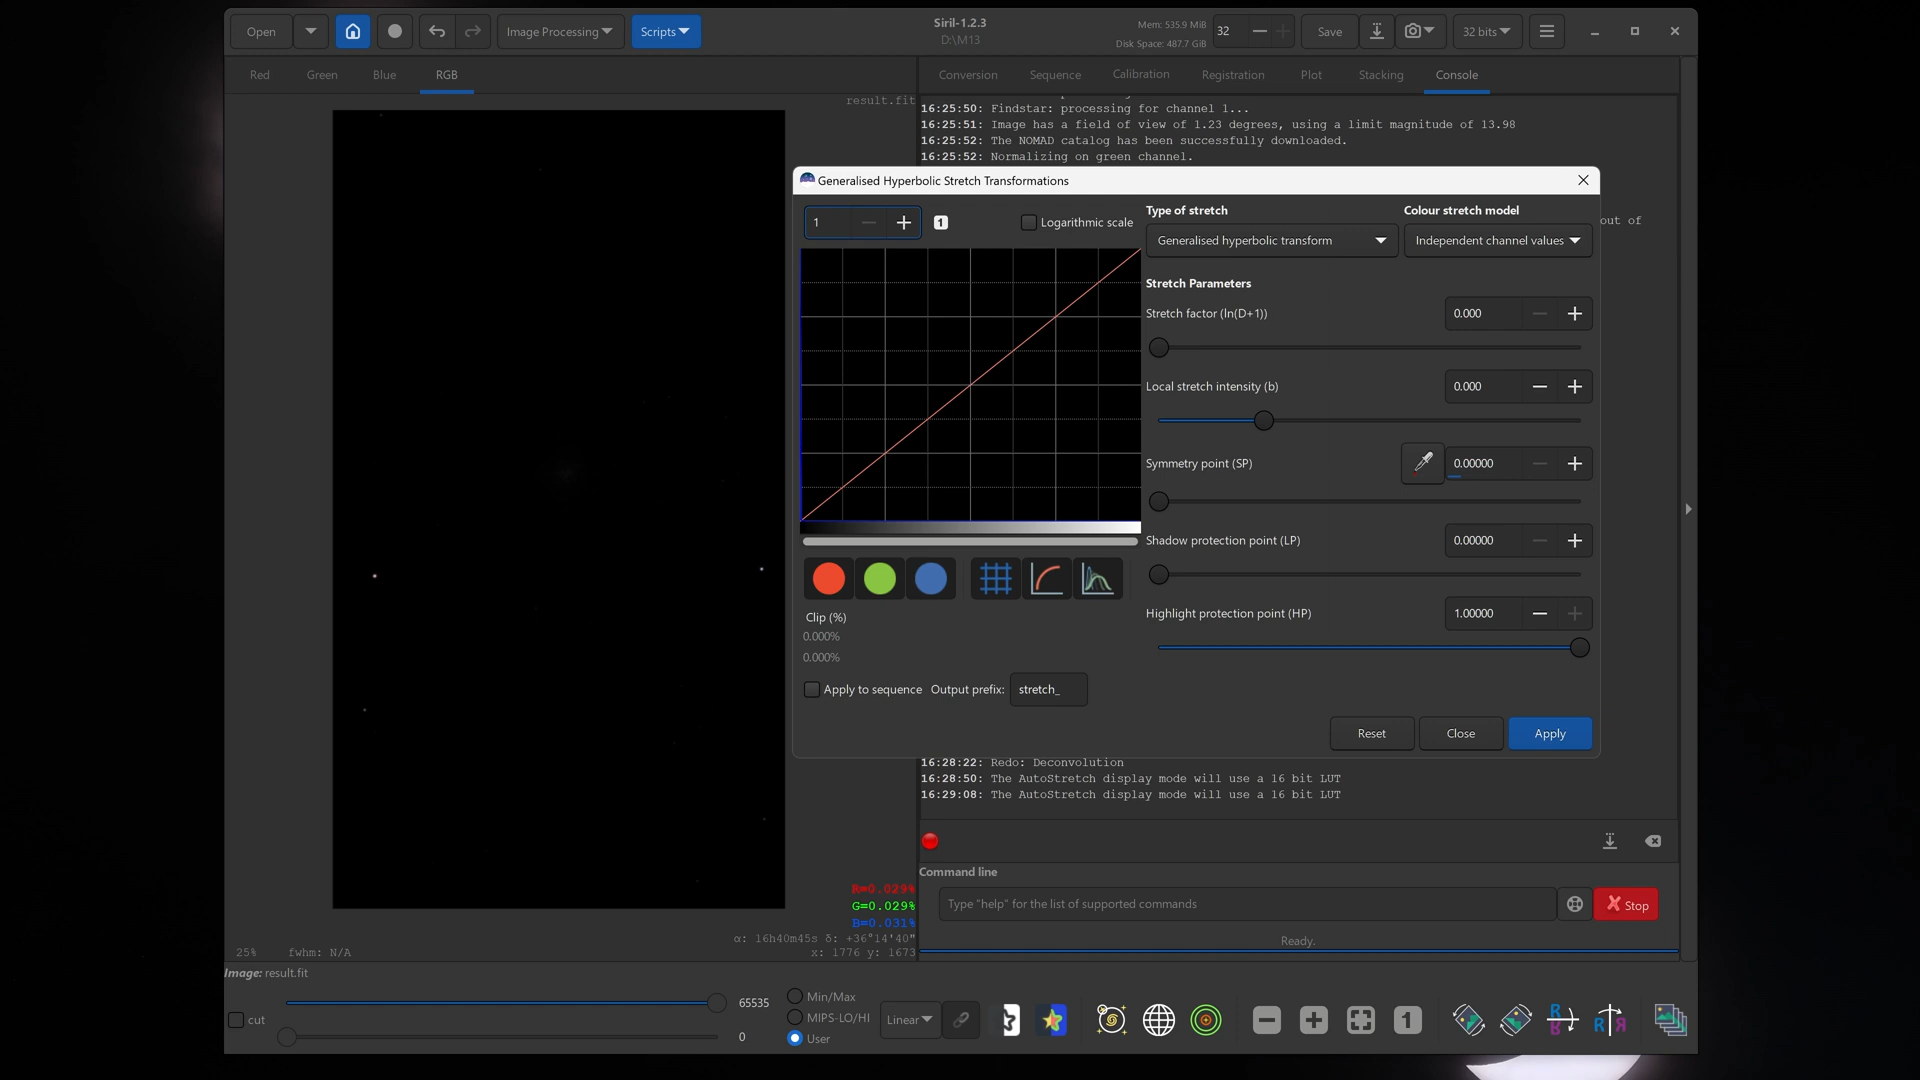 Open
Image Processing
Scripts
Siril-1.2.3
D:\M13
Mem: 535.9 MiB
Disk Space: 487.7 GiB
32
Save
32 bits
Red
Green
Blue
RGB
Conversion
Sequence
Calibration
Registration
Plot
Stacking
Console
result.fit
16:25:50: Findstar: processing for channel 1...
16:25:51: Image has a field of view of 1.23 degrees, using a limit magnitude of 13.98
16:25:52: The NOMAD catalog has been successfully downloaded.
16:25:52: Normalizing on green channel.
out of
Generalised Hyperbolic Stretch Transformations
1
1
Logarithmic scale
Type of stretch
Colour stretch model
Generalised hyperbolic transform
Independent channel values
Stretch Parameters
Stretch factor (ln(D+1))
0.000
Local stretch intensity (b)
0.000
Symmetry point (SP)
0.00000
Shadow protection point (LP)
0.00000
Highlight protection point (HP)
1.00000
Clip (%)
0.000%
0.000%
Apply to sequence
Output prefix:
stretch_
Reset
Close
Apply
16:28:22: Redo: Deconvolution
16:28:50: The AutoStretch display mode will use a 16 bit LUT
16:29:08: The AutoStretch display mode will use a 16 bit LUT
Command line
Type "help" for the list of supported commands
Stop
Ready.
R=0.029%
G=0.029%
B=0.031%
α: 16h40m45s δ: +36°14'40"
x: 1776 y: 1673
25%
fwhm: N/A
Image: result.fit
65535
cut
0
Min/Max
MIPS-LO/HI
User
Linear
1
R
R
R
R